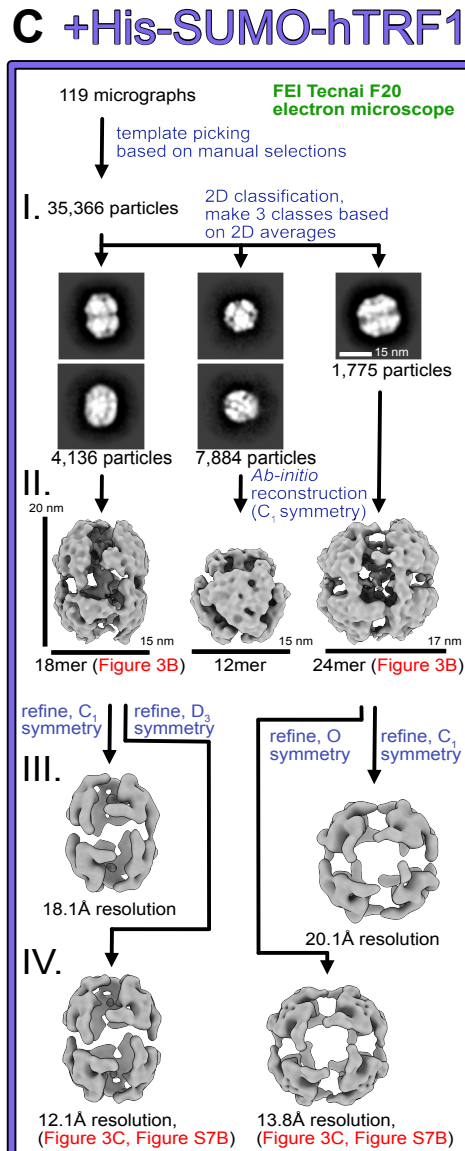 C +His-SUMO-hTRF1
119 micrographs
FEI Tecnai F20
electron microscope
template picking
based on manual selections
I.
35,366 particles
2D classification,
make 3 classes based
on 2D averages
15 nm
1,775 particles
4,136 particles
7,884 particles
II.
Ab-initio
reconstruction
(C₁ symmetry)
20 nm
15 nm
15 nm
17 nm
18mer (Figure 3B)
12mer
24mer (Figure 3B)
refine, C₁
symmetry
refine, D₃
symmetry
refine, O
symmetry
refine, C₁
symmetry
III.
18.1Å resolution
20.1Å resolution
IV.
12.1Å resolution,
(Figure 3C, Figure S7B)
13.8Å resolution,
(Figure 3C, Figure S7B)